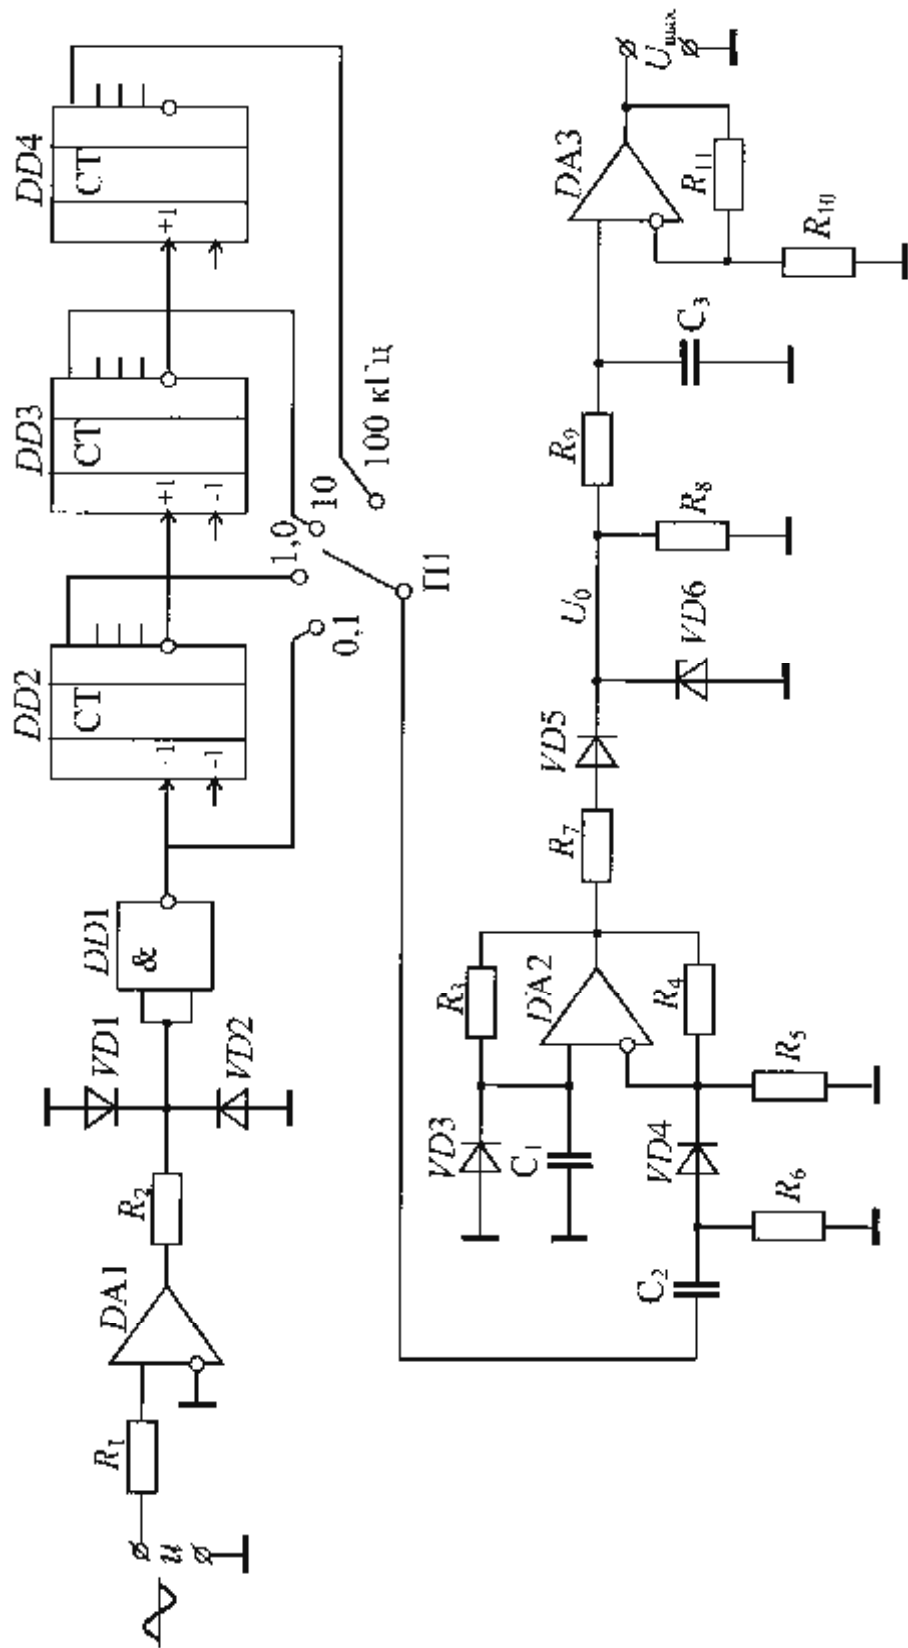 u
R1
DA1
R2
VD1
VD2
DD1
&
DD2
CT
-1
DD3
CT
+1
-1
DD4
CT
+1
0,1
1,0
10
100 кГц
П1
C2
R6
VD4
VD3
C1
R3
DA2
R4
R5
R7
VD5
U0
VD6
R8
R9
C3
DA3
R11
R10